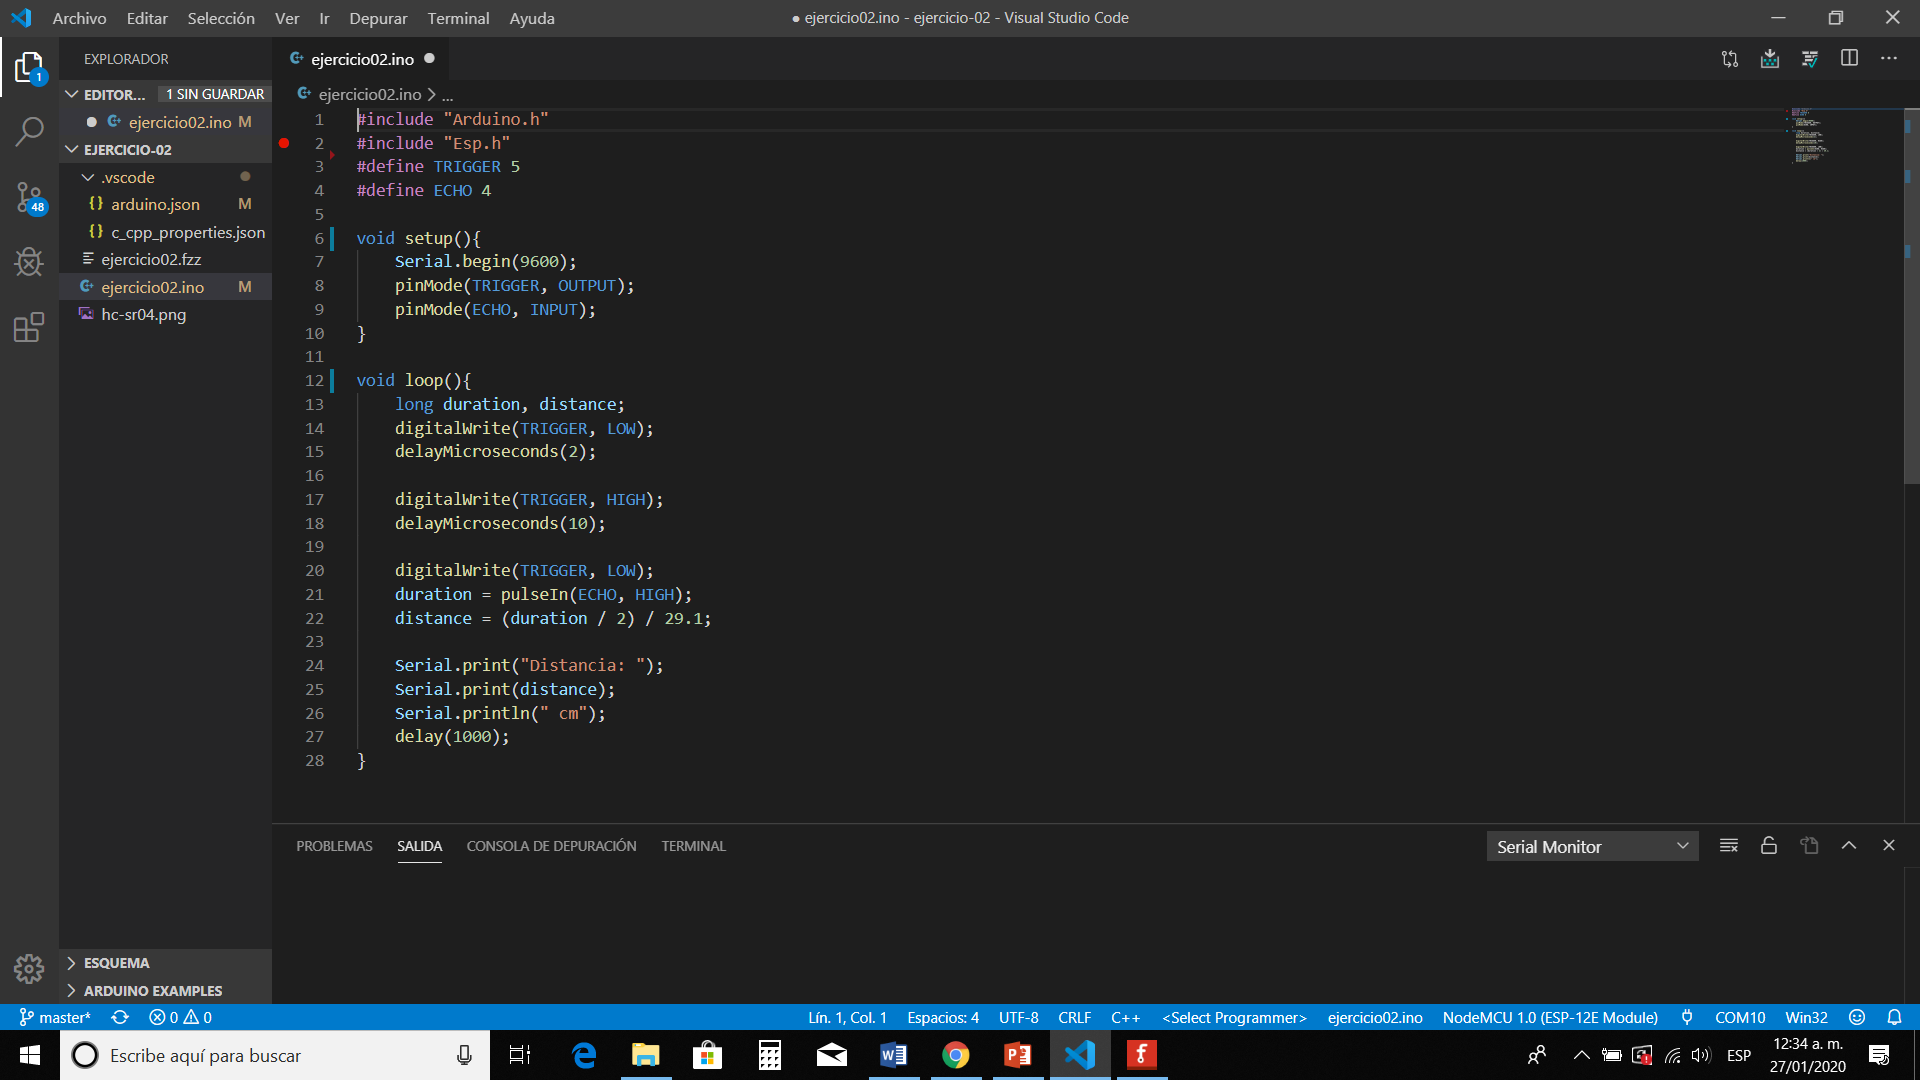 Archivo Editar Selección Ver Ir Depurar Terminal Ayuda
● ejercicio02.ino - ejercicio-02 - Visual Studio Code
EXPLORADOR
EDITOR... 1 SIN GUARDAR
ejercicio02.ino M
EJERCICIO-02
.vscode
{} arduino.json M
{} c_cpp_properties.json
ejercicio02.fzz
ejercicio02.ino M
hc-sr04.png
ESQUEMA
ARDUINO EXAMPLES
1
48
ejercicio02.ino
ejercicio02.ino > ...
1 #include "Arduino.h"
2 #include "Esp.h"
3 #define TRIGGER 5
4 #define ECHO 4
5
6 void setup(){
7 Serial.begin(9600);
8 pinMode(TRIGGER, OUTPUT);
9 pinMode(ECHO, INPUT);
10 }
11
12 void loop(){
13 long duration, distance;
14 digitalWrite(TRIGGER, LOW);
15 delayMicroseconds(2);
16
17 digitalWrite(TRIGGER, HIGH);
18 delayMicroseconds(10);
19
20 digitalWrite(TRIGGER, LOW);
21 duration = pulseIn(ECHO, HIGH);
22 distance = (duration / 2) / 29.1;
23
24 Serial.print("Distancia: ");
25 Serial.print(distance);
26 Serial.println(" cm");
27 delay(1000);
28 }
PROBLEMAS SALIDA CONSOLA DE DEPURACIÓN TERMINAL
Serial Monitor
master* 0 0
Lín. 1, Col. 1 Espacios: 4 UTF-8 CRLF C++ <Select Programmer> ejercicio02.ino NodeMCU 1.0 (ESP-12E Module) COM10 Win32
Escribe aquí para buscar
ESP
12:34 a. m.
27/01/2020